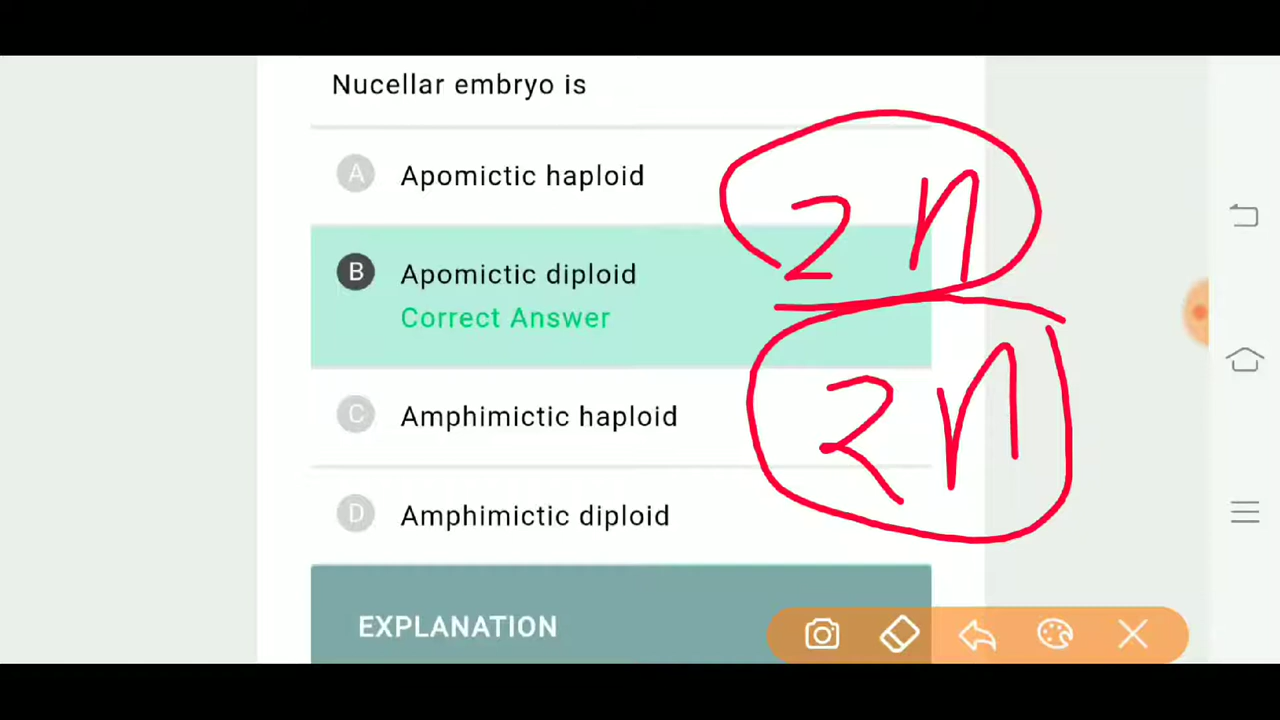 Nucellar embryo is
A Apomictic haploid
2n
B Apomictic diploid
Correct Answer
2n
C Amphimictic haploid
D Amphimictic diploid
EXPLANATION